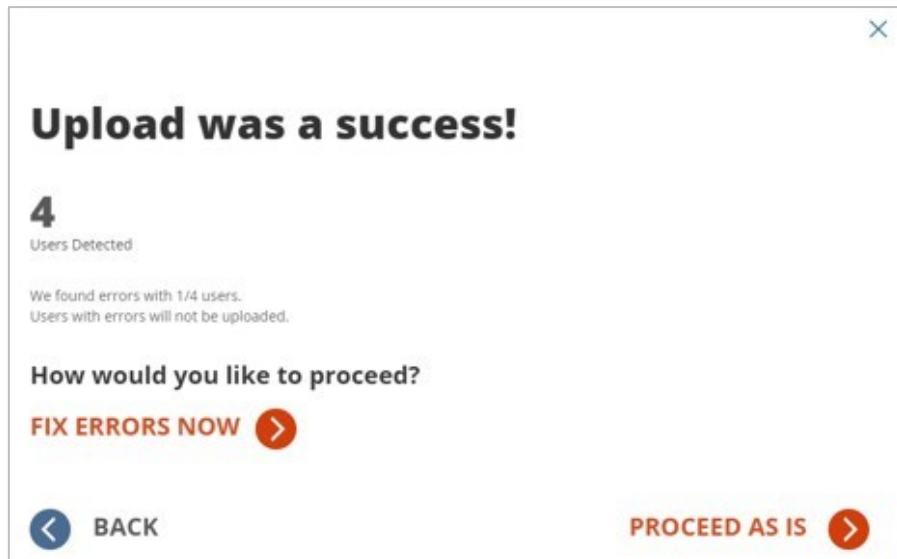 Upload was a success!
4
Users Detected
We found errors with 1/4 users.
Users with errors will not be uploaded.
How would you like to proceed?
FIX ERRORS NOW
BACK
PROCEED AS IS